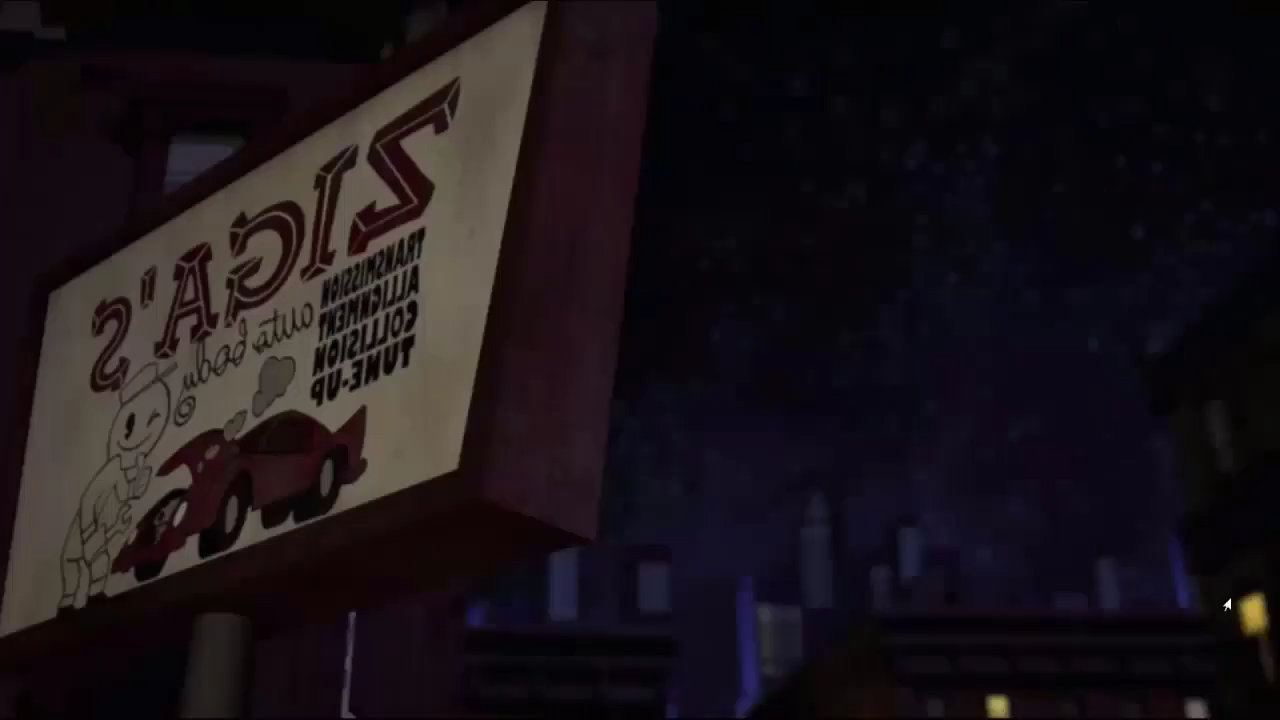 ZIGA'S
auto body
TRANSMISSION
ALLIGNMENT
COLLISION
TUNE-UP